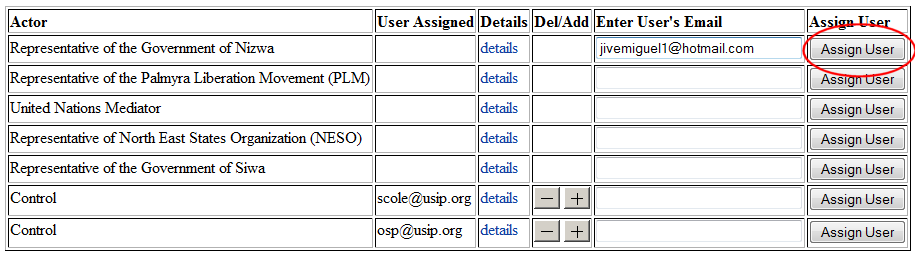 Actor User Assigned Details Del/Add Enter User's Email Assign User
Representative of the Government of Nizwa details jivemiguel1@hotmail.com Assign User
Representative of the Palmyra Liberation Movement (PLM) details Assign User
United Nations Mediator details Assign User
Representative of North East States Organization (NESO) details Assign User
Representative of the Government of Siwa details Assign User
Control scole@usip.org details − + Assign User
Control osp@usip.org details − + Assign User